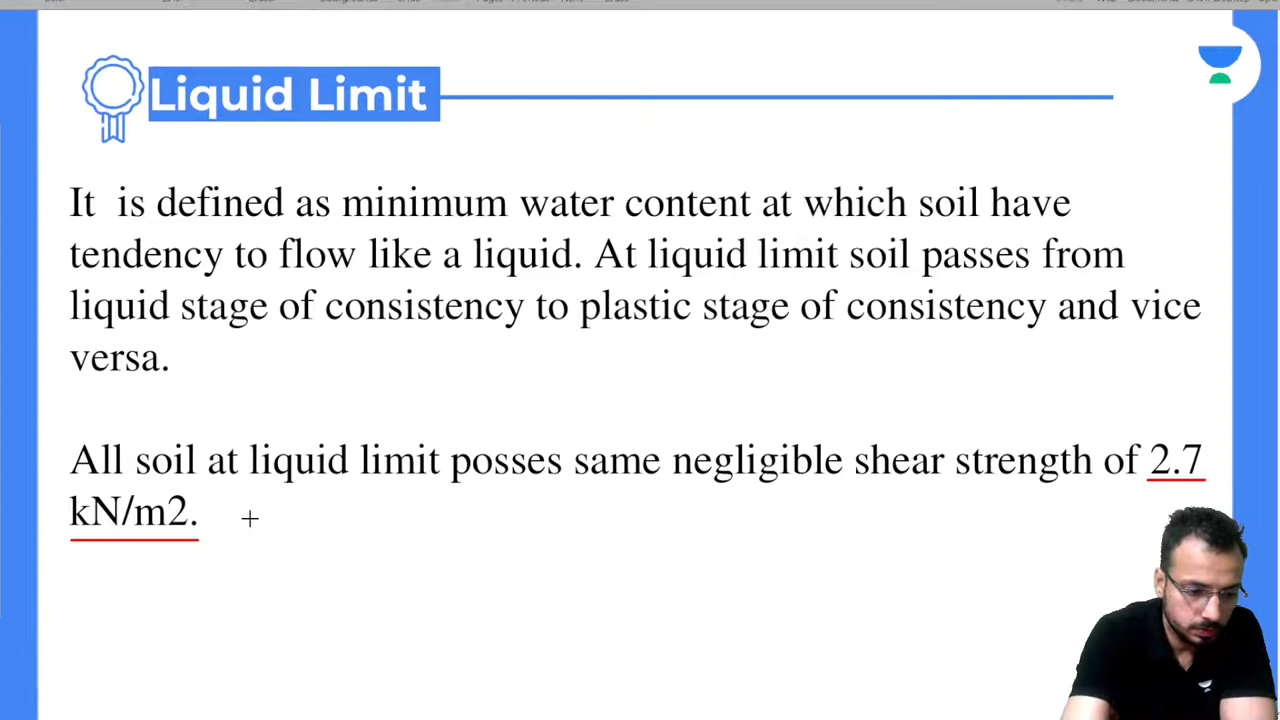 Liquid Limit
It is defined as minimum water content at which soil have
tendency to flow like a liquid. At liquid limit soil passes from
liquid stage of consistency to plastic stage of consistency and vice
versa.
All soil at liquid limit posses same negligible shear strength of 2.7
kN/m2.